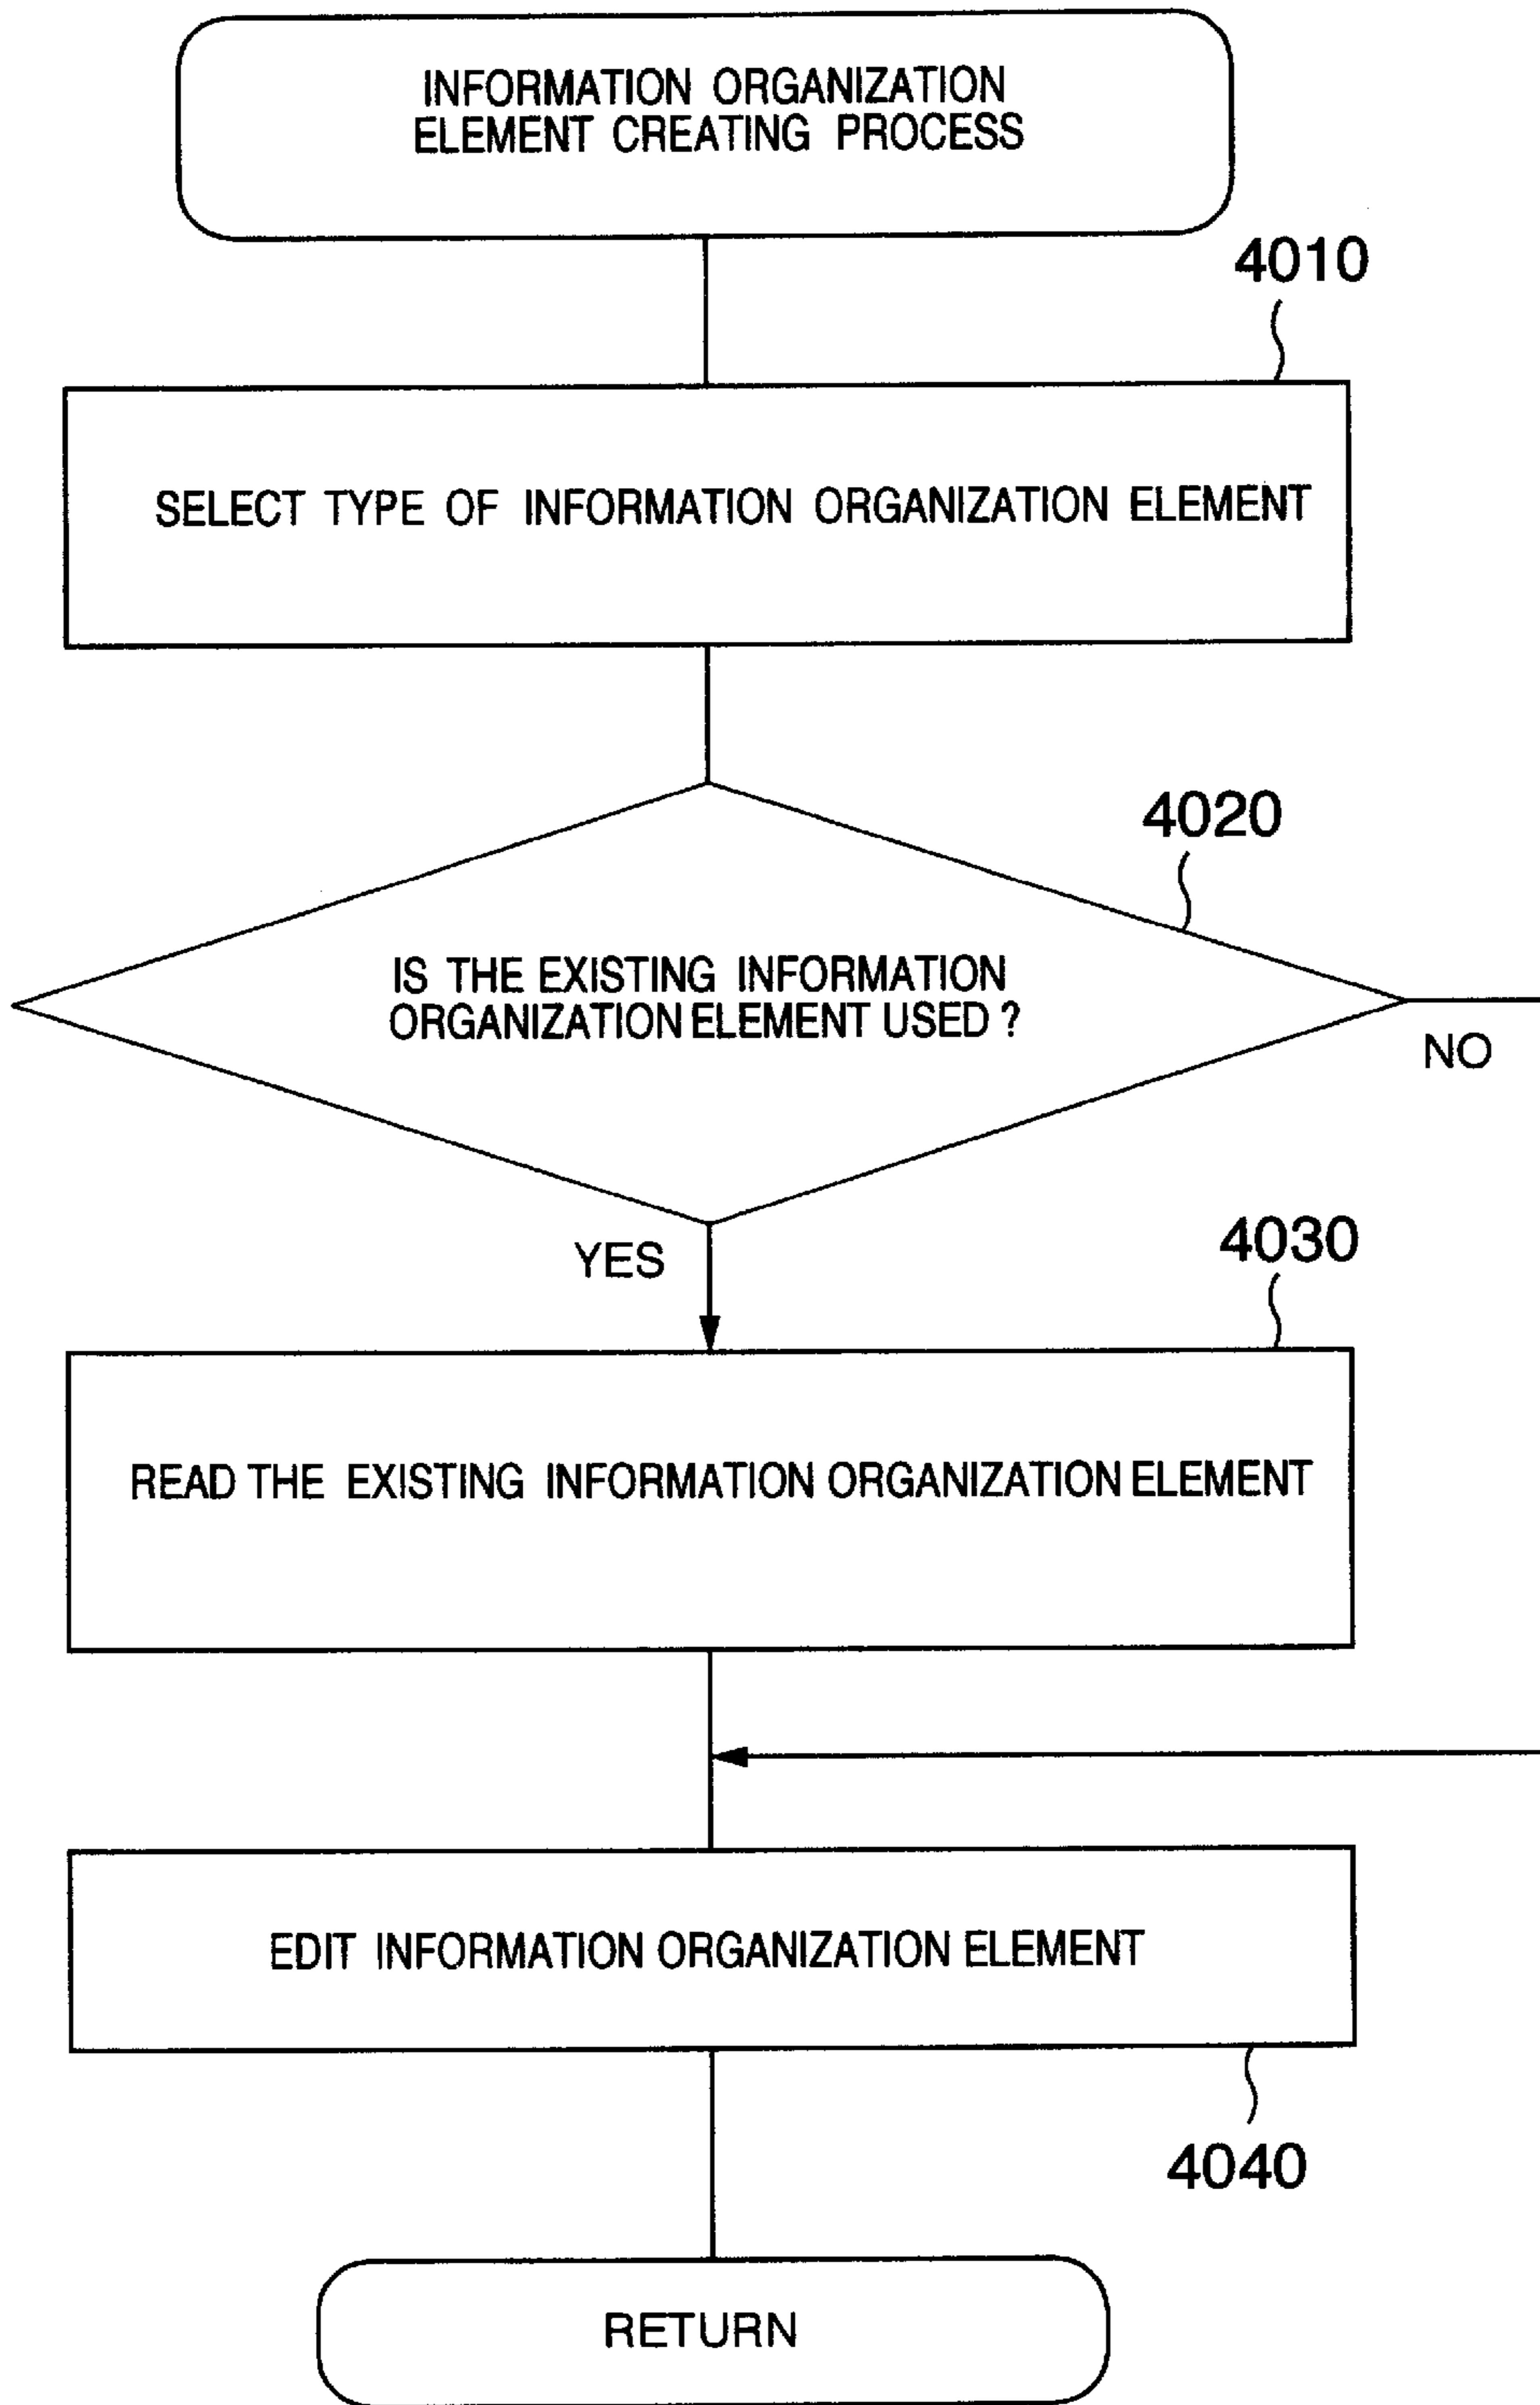 INFORMATION ORGANIZATION
ELEMENT CREATING PROCESS
4010
SELECT TYPE OF INFORMATION ORGANIZATION ELEMENT
4020
IS THE EXISTING INFORMATION
ORGANIZATION ELEMENT USED ?
NO
YES
4030
READ THE EXISTING INFORMATION ORGANIZATION ELEMENT
EDIT INFORMATION ORGANIZATION ELEMENT
4040
RETURN